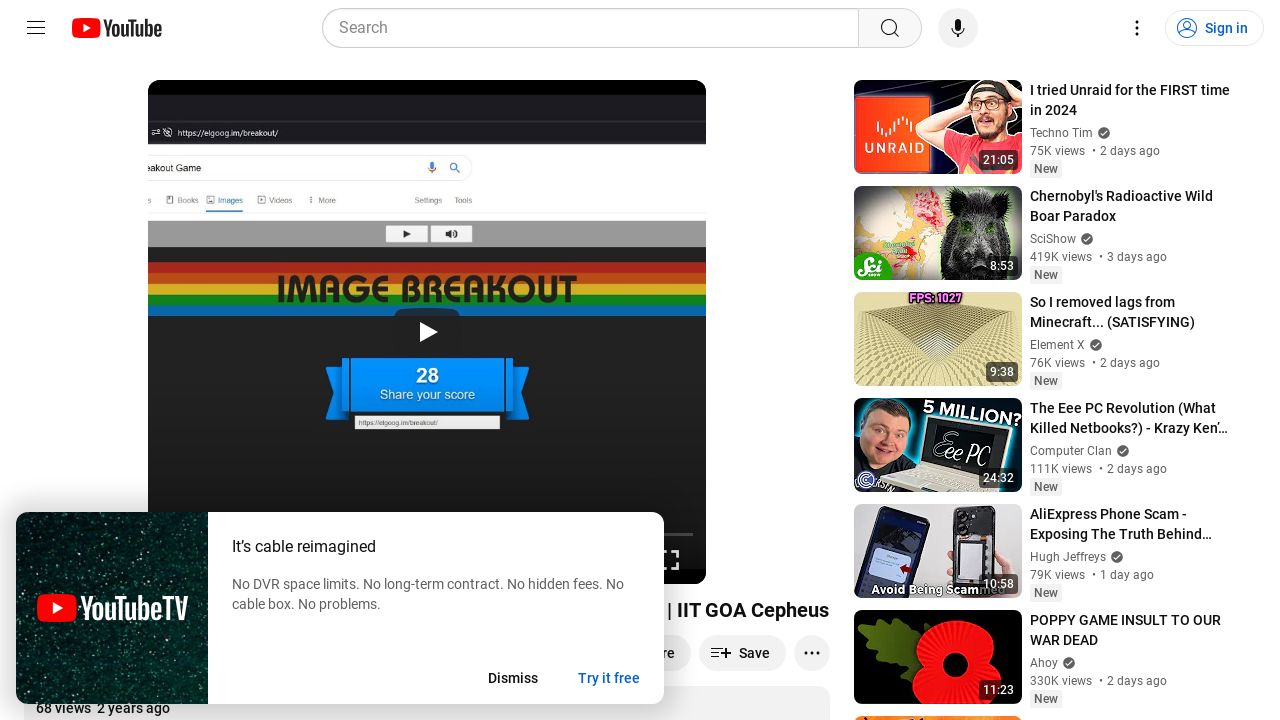 YouTube
Search
Sign in
https://elgoog.im/breakout/
eakout Game
Books
Images
Videos
More
Settings
Tools
IMAGE BREAKOUT
28
Share your score
https://elgoog.im/breakout/
| IIT GOA Cepheus
re
Save
68 views 2 years ago
YouTubeTV
It’s cable reimagined
No DVR space limits. No long-term contract. No hidden fees. No
cable box. No problems.
Dismiss
Try it free
UNRAID
21:05
I tried Unraid for the FIRST time
in 2024
Techno Tim
75K views • 2 days ago
New
Sci
show
8:53
Chernobyl's Radioactive Wild
Boar Paradox
SciShow
419K views • 3 days ago
New
FPS: 1027
9:38
So I removed lags from
Minecraft... (SATISFYING)
Element X
76K views • 2 days ago
New
5 MILLION?
Eee PC
24:32
The Eee PC Revolution (What
Killed Netbooks?) - Krazy Ken’...
Computer Clan
111K views • 2 days ago
New
Avoid Being Scammed
10:58
AliExpress Phone Scam -
Exposing The Truth Behind...
Hugh Jeffreys
79K views • 1 day ago
New
11:23
POPPY GAME INSULT TO OUR
WAR DEAD
Ahoy
330K views • 2 days ago
New